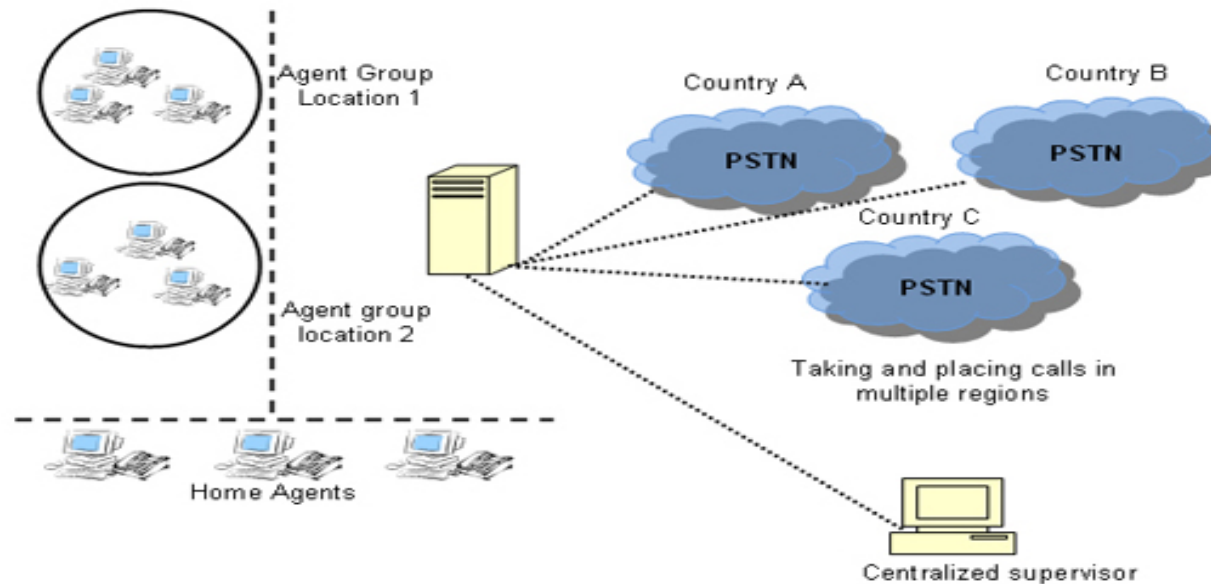 Agent Group
Location 1
Country A
Country B
PSTN
PSTN
Country C
PSTN
Agent group
location 2
Taking and placing calls in
multiple regions
Home Agents
Centralized supervisor